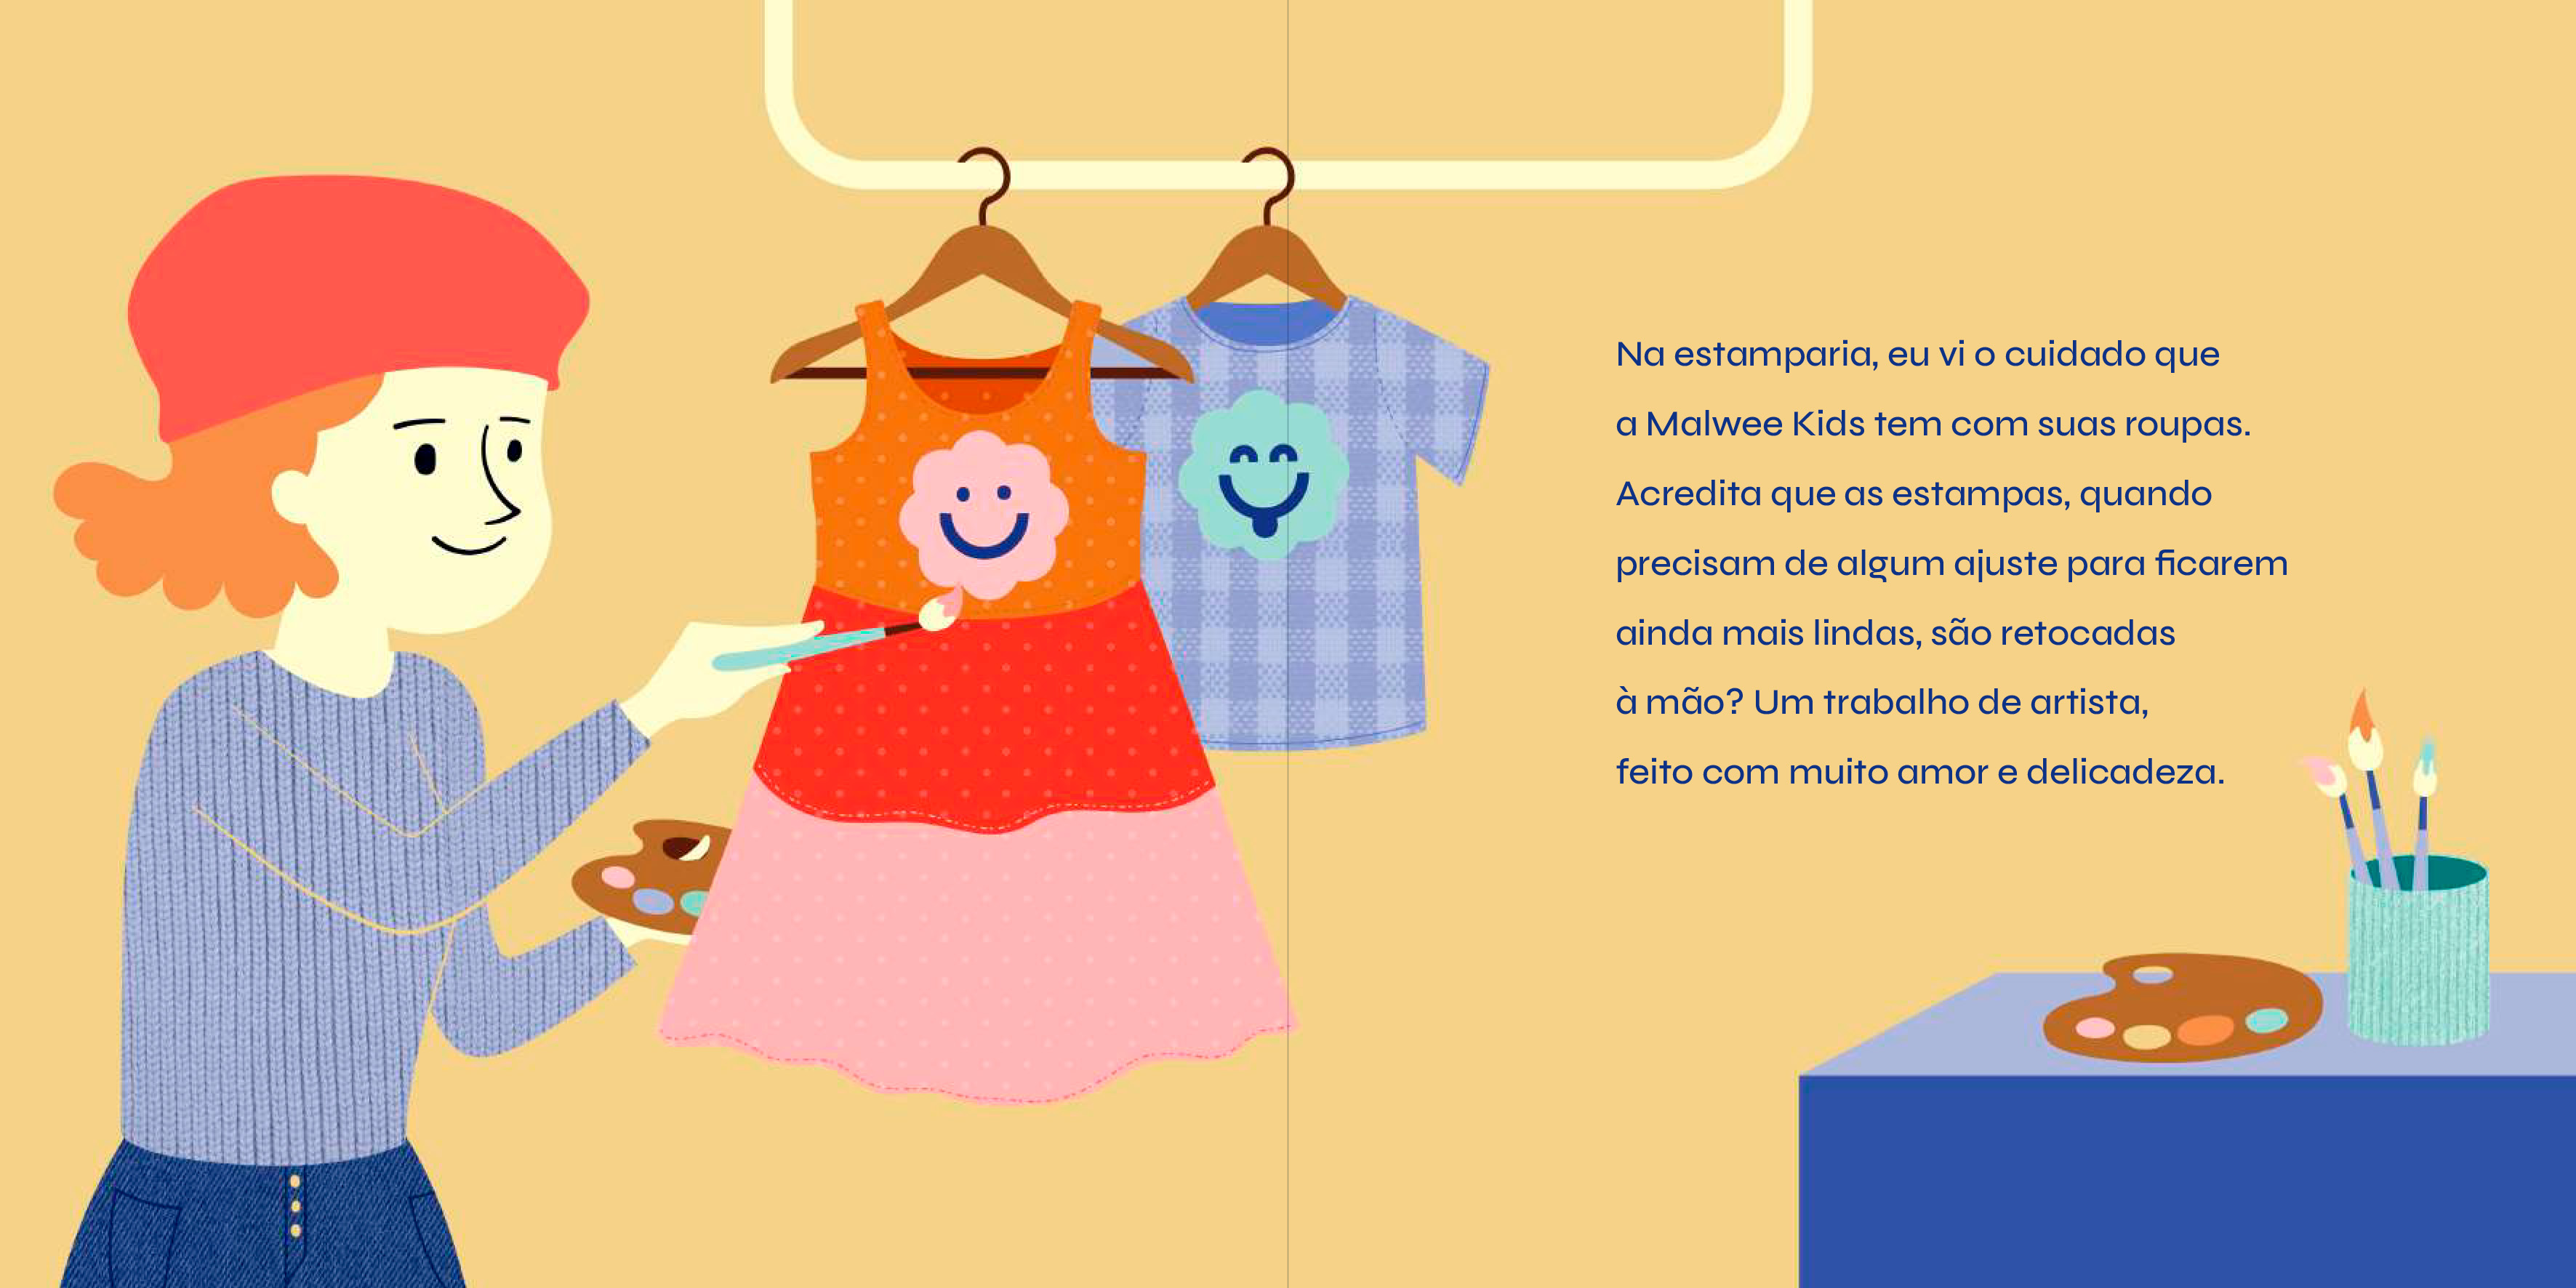 Na estamparia, eu vi o cuidado que
a Malwee Kids tem com suas roupas.
Acredita que as estampas, quando
precisam de algum ajuste para ficarem
ainda mais lindas, são retocadas
à mão? Um trabalho de artista,
feito com muito amor e delicadeza.